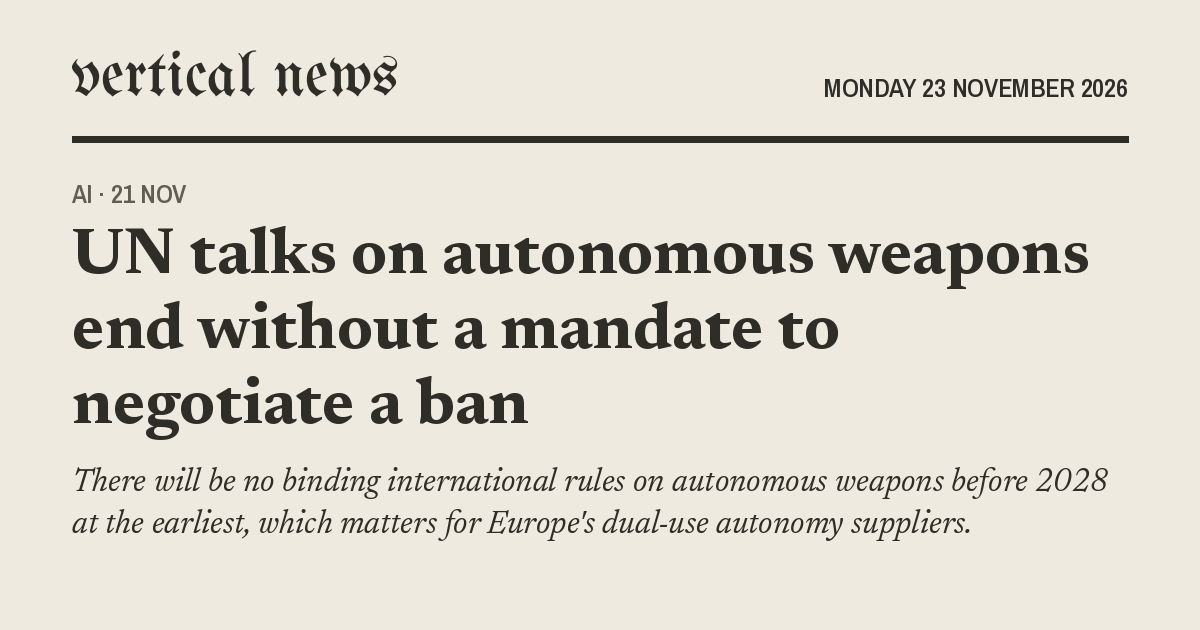 vertical news
MONDAY 23 NOVEMBER 2026
AI · 21 NOV
UN talks on autonomous weapons
end without a mandate to
negotiate a ban
There will be no binding international rules on autonomous weapons before 2028
at the earliest, which matters for Europe's dual-use autonomy suppliers.